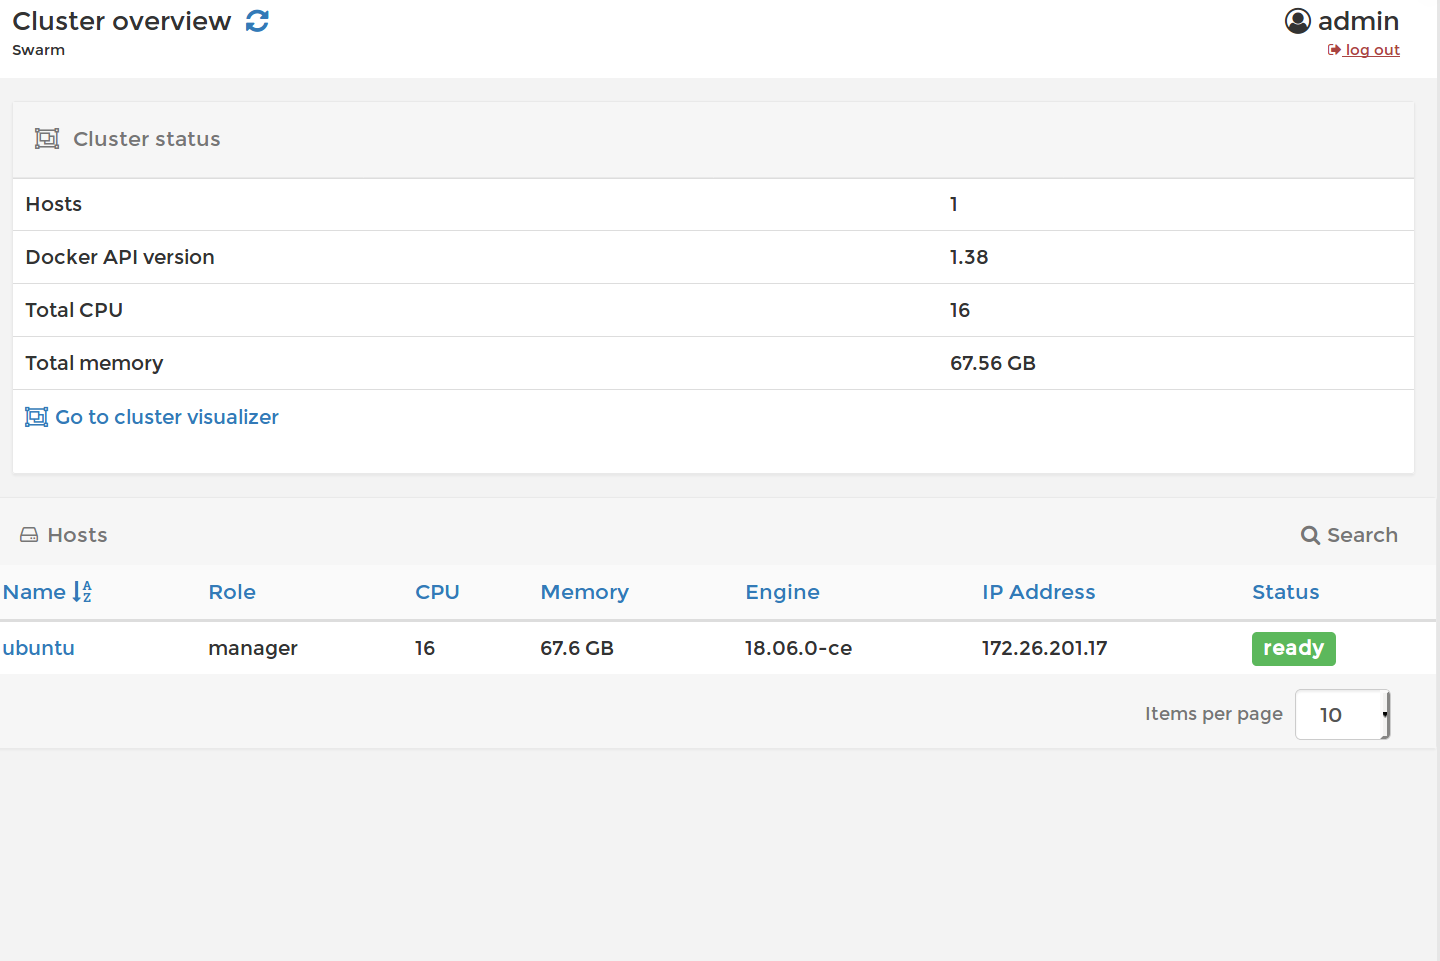 Cluster overview
admin
Swarm
log out
Cluster status
Hosts 1
Docker API version 1.38
Total CPU 16
Total memory 67.56 GB
Go to cluster visualizer
Hosts Search
Name Role CPU Memory Engine IP Address Status
ubuntu manager 16 67.6 GB 18.06.0-ce 172.26.201.17 ready
Items per page 10